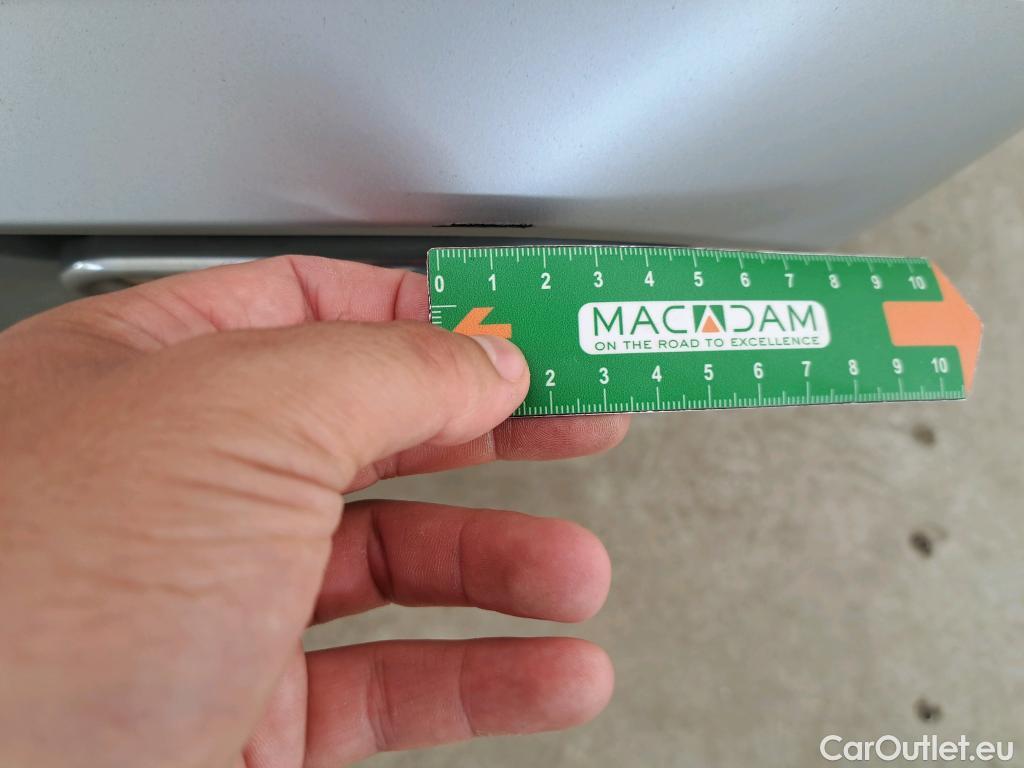 0 1 2 3 4 5 6 7 8 9 10
MACADAM
ON THE ROAD TO EXCELLENCE
2 3 4 5 6 7 8 9 10
CarOutlet.eu